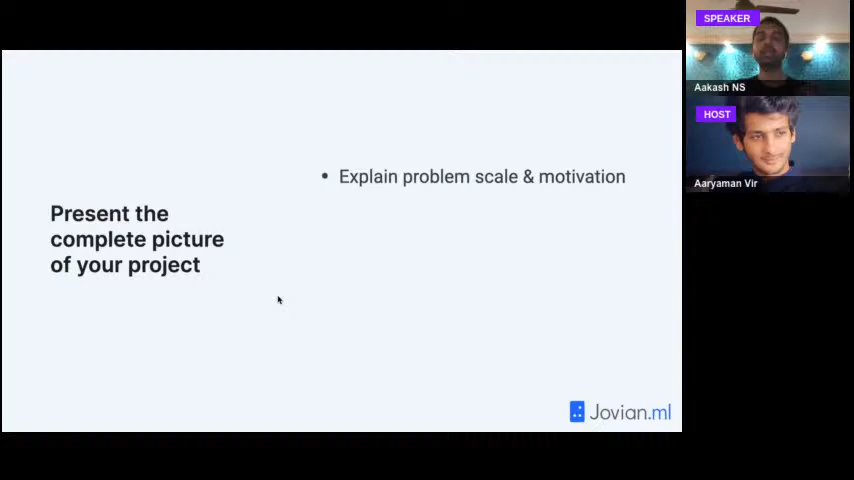 SPEAKER
Aakash NS
HOST
Aaryaman Vir
Present the
complete picture
of your project
• Explain problem scale & motivation
Jovian.ml